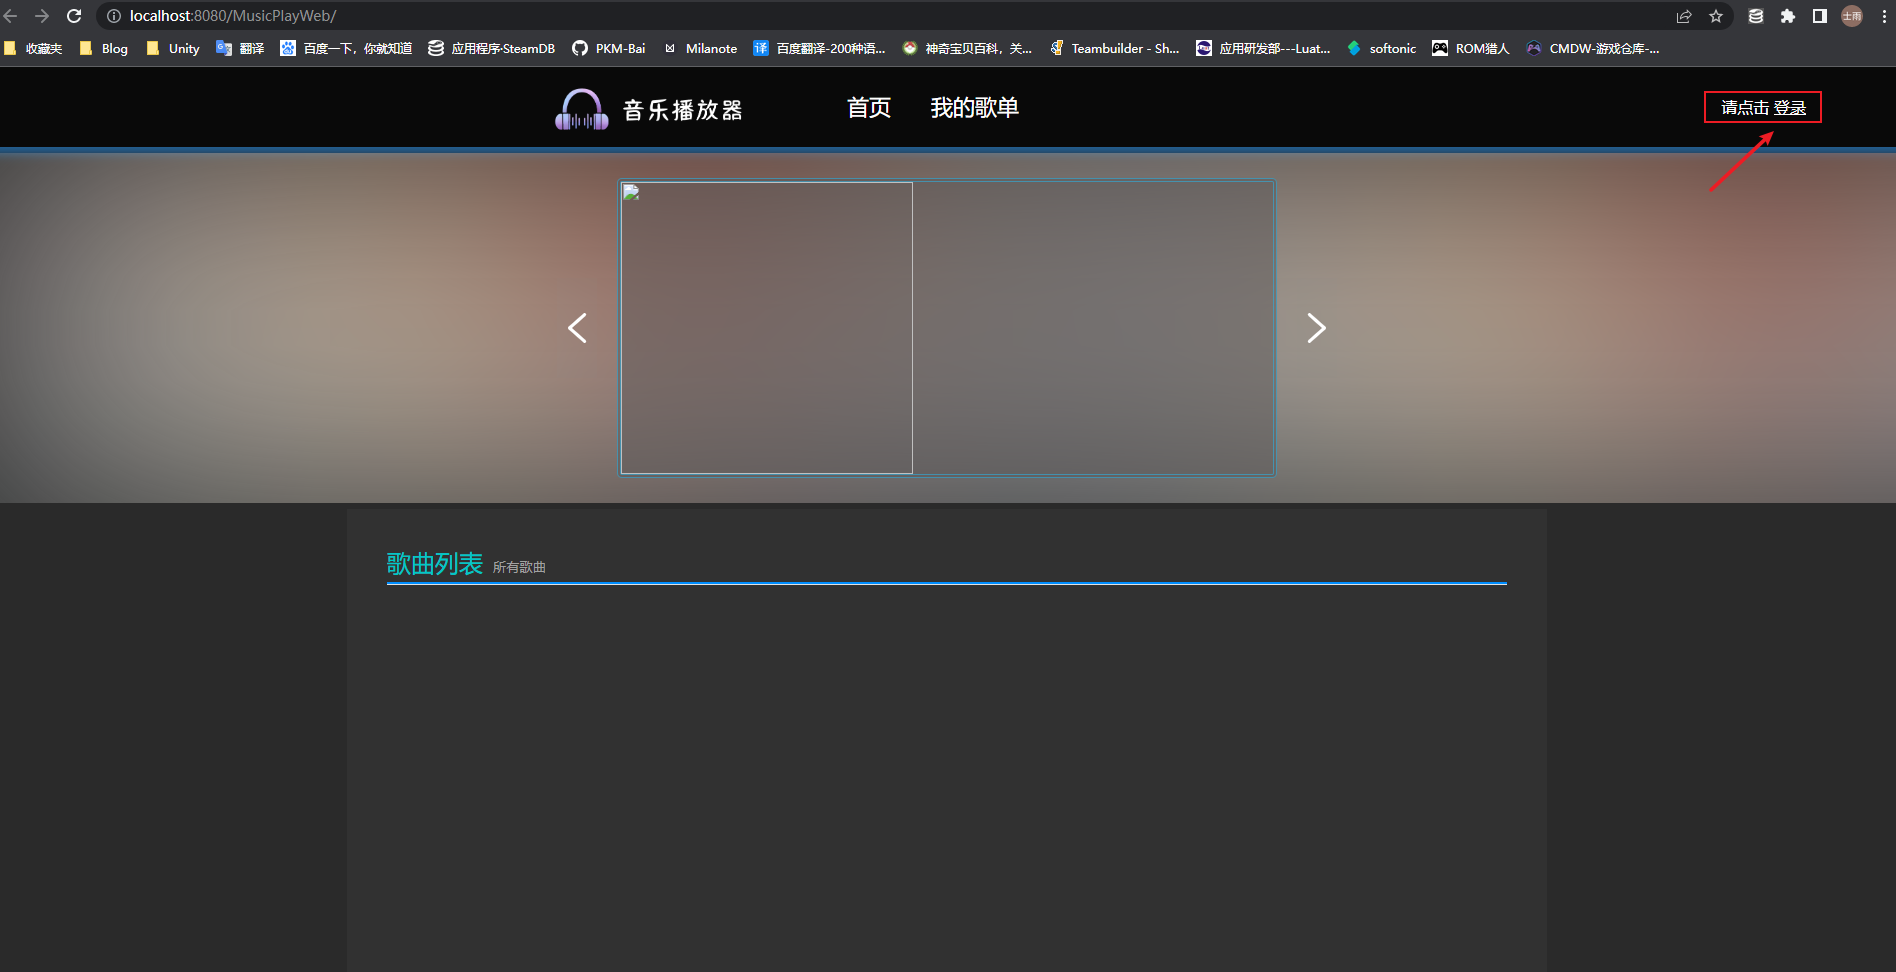 localhost:8080/MusicPlayWeb/
收藏夹 Blog Unity 翻译 百度一下，你就知道 应用程序·SteamDB PKM-Bai Milanote 百度翻译-200种语... 神奇宝贝百科，关... Teambuilder - Sh... 应用研发部---Luat... softonic ROM猎人 CMDW-游戏仓库-...
音乐播放器 首页 我的歌单 请点击 登录
歌曲列表 所有歌曲